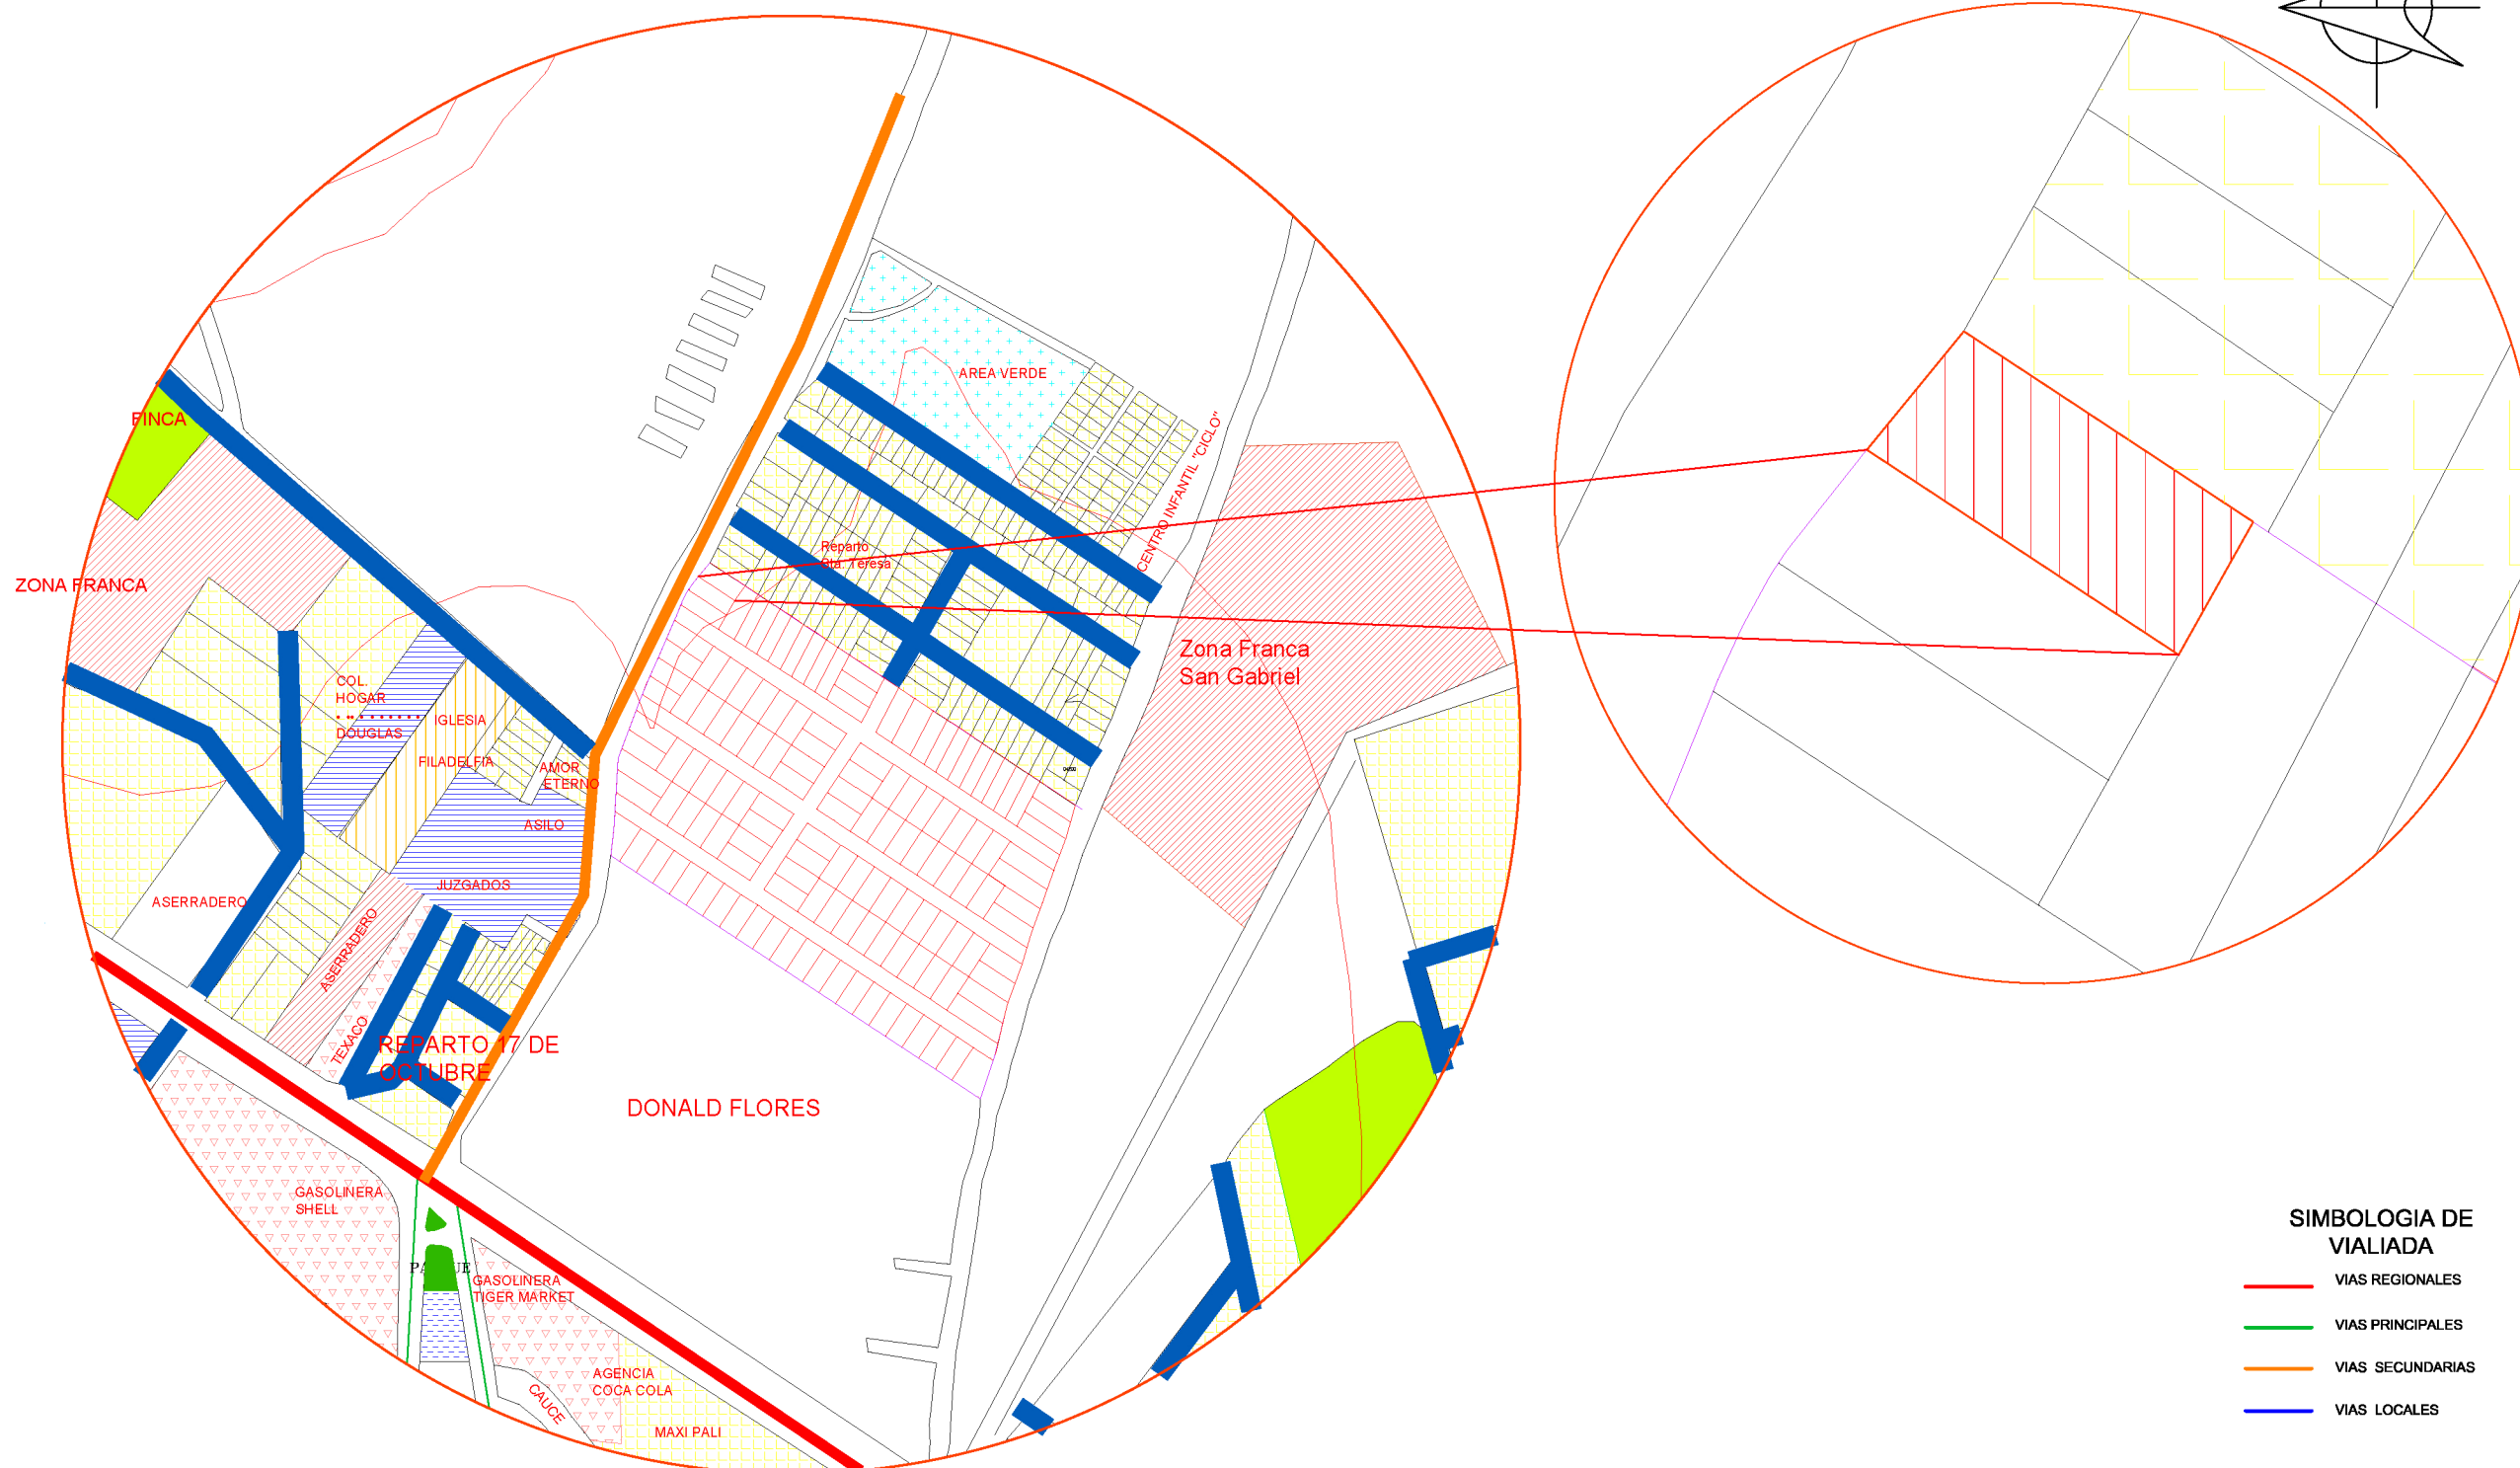 AREA VERDE
FINCA
CENTRO INFANTIL "CICLO"
Reparto
Sta. Teresa
ZONA FRANCA
Zona Franca
San Gabriel
COL.
HOGAR
IGLESIA
DOUGLAS
FILADELFIA
AMOR
ETERNO
ASILO
JUZGADOS
ASERRADERO
ASERRADERO
TEXACO
REPARTO 17 DE
OCTUBRE
DONALD FLORES
GASOLINERA
SHELL
GASOLINERA
TIGER MARKET
AGENCIA
COCA COLA
CAUCE
MAXI PALI
SIMBOLOGIA DE
VIALIADA
VIAS REGIONALES
VIAS PRINCIPALES
VIAS SECUNDARIAS
VIAS LOCALES